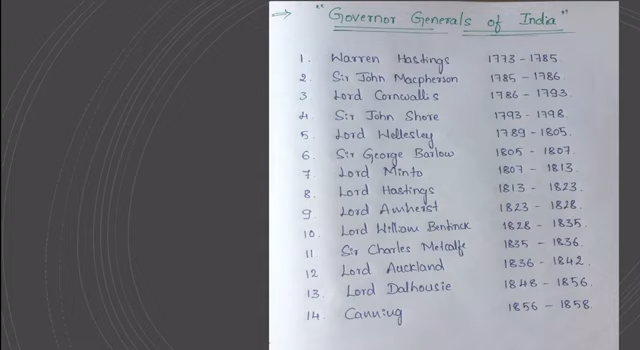 ⇒ "Governor Generals of India"
1. Warren Hastings 1773 - 1785
2. Sir John Macpherson 1785 - 1786
3. Lord Cornwallis 1786 - 1793
4. Sir John Shore 1793 - 1798.
5. Lord Wellesley 1789 - 1805.
6. Sir George Barlow 1805 - 1807.
7. Lord Minto 1807 - 1813.
8. Lord Hastings 1813 - 1823.
9. Lord Amherst 1823 - 1828.
10. Lord William Bentinck 1828 - 1835.
11. Sir Charles Metcalfe 1835 - 1836.
12 Lord Auckland 1836 - 1842.
13. Lord Dalhousie 1848 - 1856.
14. Canning 1856 - 1858.